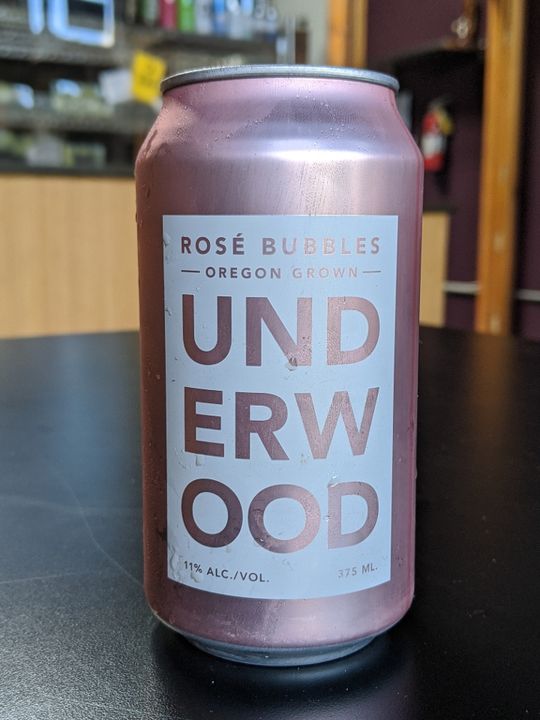 ROSÉ BUBBLES
— OREGON GROWN —
UND
ERW
OOD
11% ALC./VOL. 375 ML.